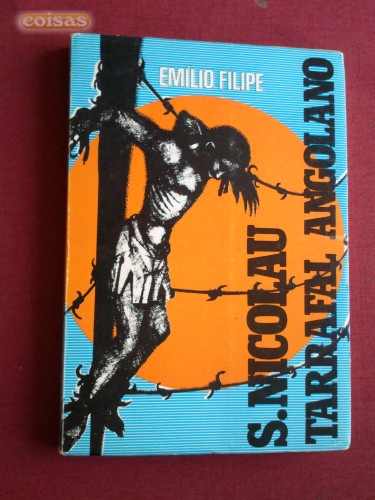 coisas
EMÍLIO FILIPE
S.NICOLAU
TARRAFAL ANGOLANO